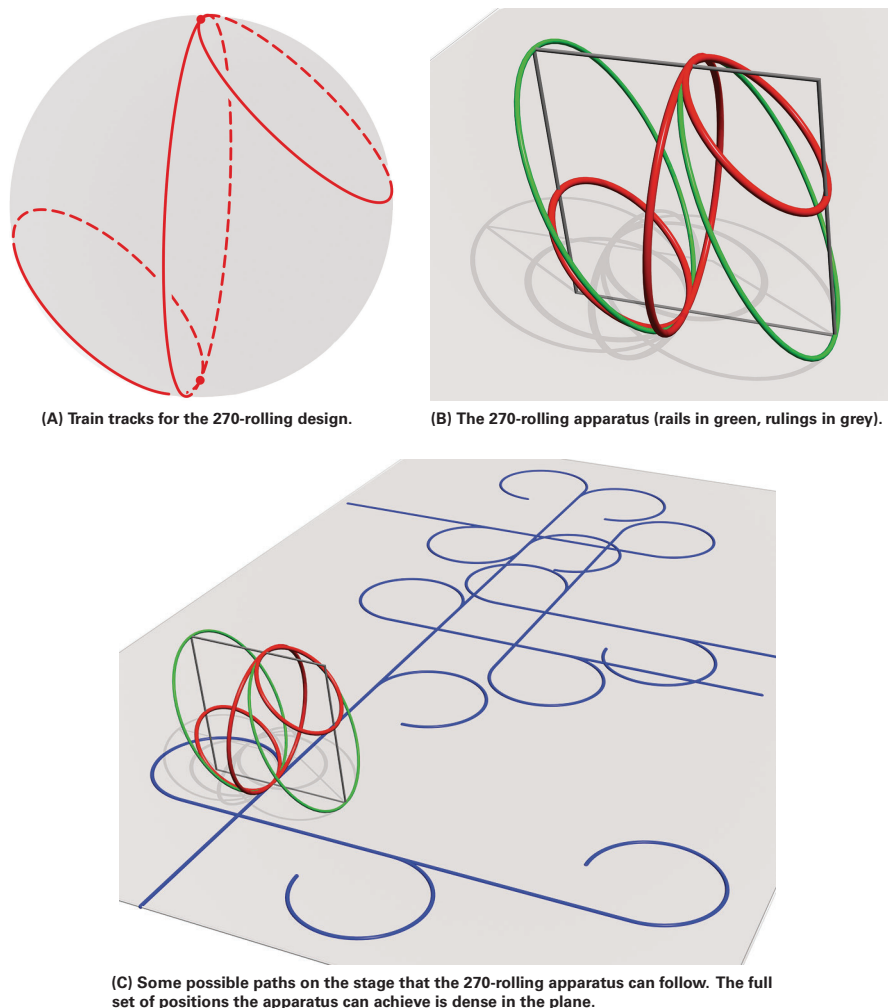 (A) Train tracks for the 270-rolling design.
(B) The 270-rolling apparatus (rails in green, rulings in grey).
(C) Some possible paths on the stage that the 270-rolling apparatus can follow. The full
set of positions the apparatus can achieve is dense in the plane.